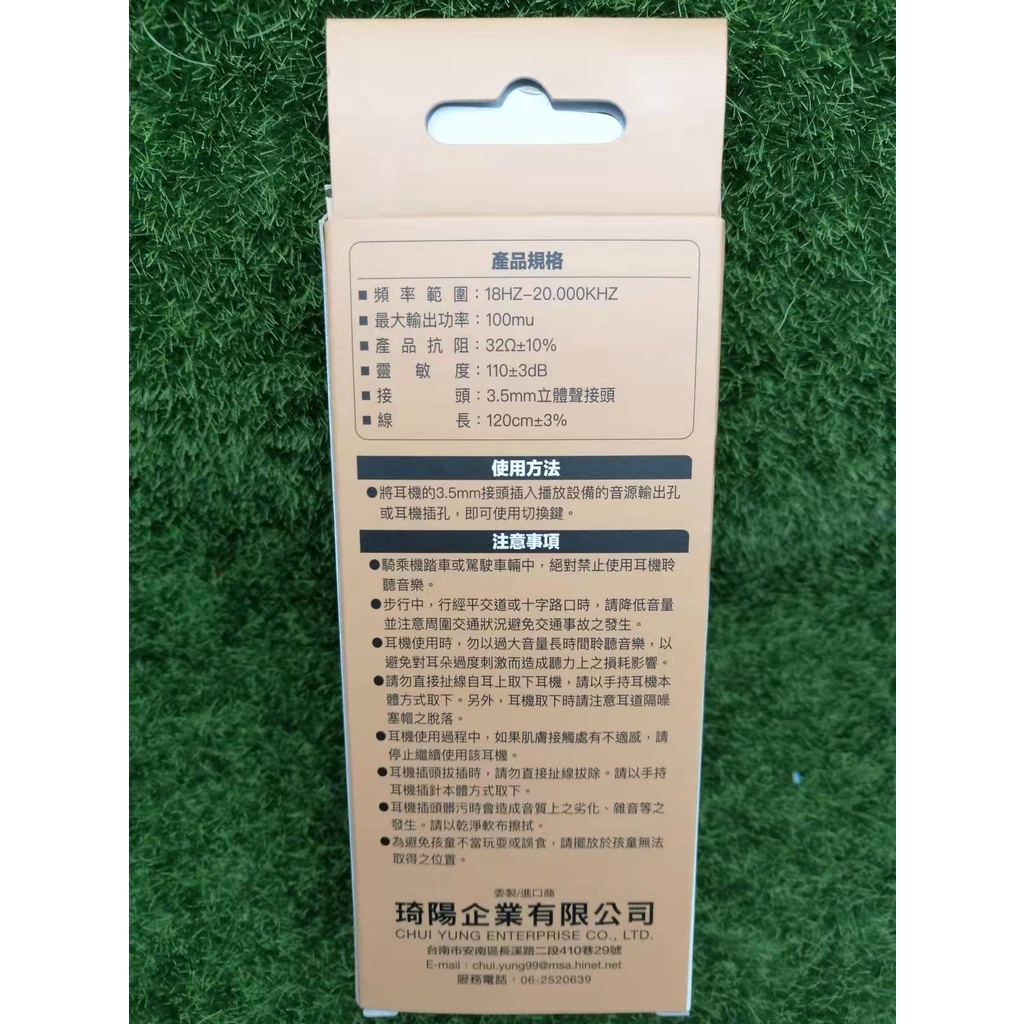 產品規格
■頻率範圍：18HZ-20.000KHZ
■最大輸出功率：100mu
■產品抗阻：32Ω±10%
■靈敏度：110±3dB
■接頭：3.5mm立體聲接頭
■線長：120cm±3%
使用方法
●將耳機的3.5mm接頭插入播放設備的音源輸出孔
或耳機插孔，即可使用切換鍵。
注意事項
●騎乘機踏車或駕駛車輛中，絕對禁止使用耳機聆
聽音樂。
●步行中，行經平交道或十字路口時，請降低音量
並注意周圍交通狀況避免交通事故之發生。
●耳機使用時，勿以過大音量長時間聆聽音樂，以
避免對耳朵過度刺激而造成聽力上之損耗影響。
●請勿直接扯線自耳上取下耳機，請以手持耳機本
體方式取下。另外，耳機取下時請注意耳道隔噪
塞帽之脫落。
●耳機使用過程中，如果肌膚接觸處有不適感，請
停止繼續使用該耳機。
●耳機插頭拔插時，請勿直接扯線拔除。請以手持
耳機插針本體方式取下。
●耳機插頭髒污時會造成音質上之劣化、雜音等之
發生。請以乾淨軟布擦拭。
●為避免孩童不當玩耍或誤食，請擺放於孩童無法
取得之位置。
委製/進口商
琦陽企業有限公司
CHUI YUNG ENTERPRISE CO., LTD.
台南市安南區長溪路二段410巷29號
E-mail：chui.yung99@msa.hinet.net
服務電話：06-2520639